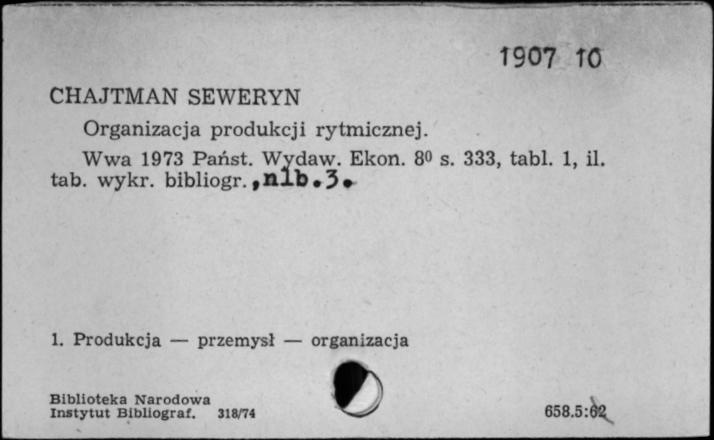 1907 10
CHAJTMAN SEWERYN
Organizacja produkcji rytmicznej.
Wwa 1973 Państ. Wydaw. Ekon. 8⁰ s. 333, tabl. 1, il.
tab. wykr. bibliogr. , nlb. 3.
1. Produkcja — przemysł — organizacja
Biblioteka Narodowa
Instytut Bibliograf. 318/74
658.5:62